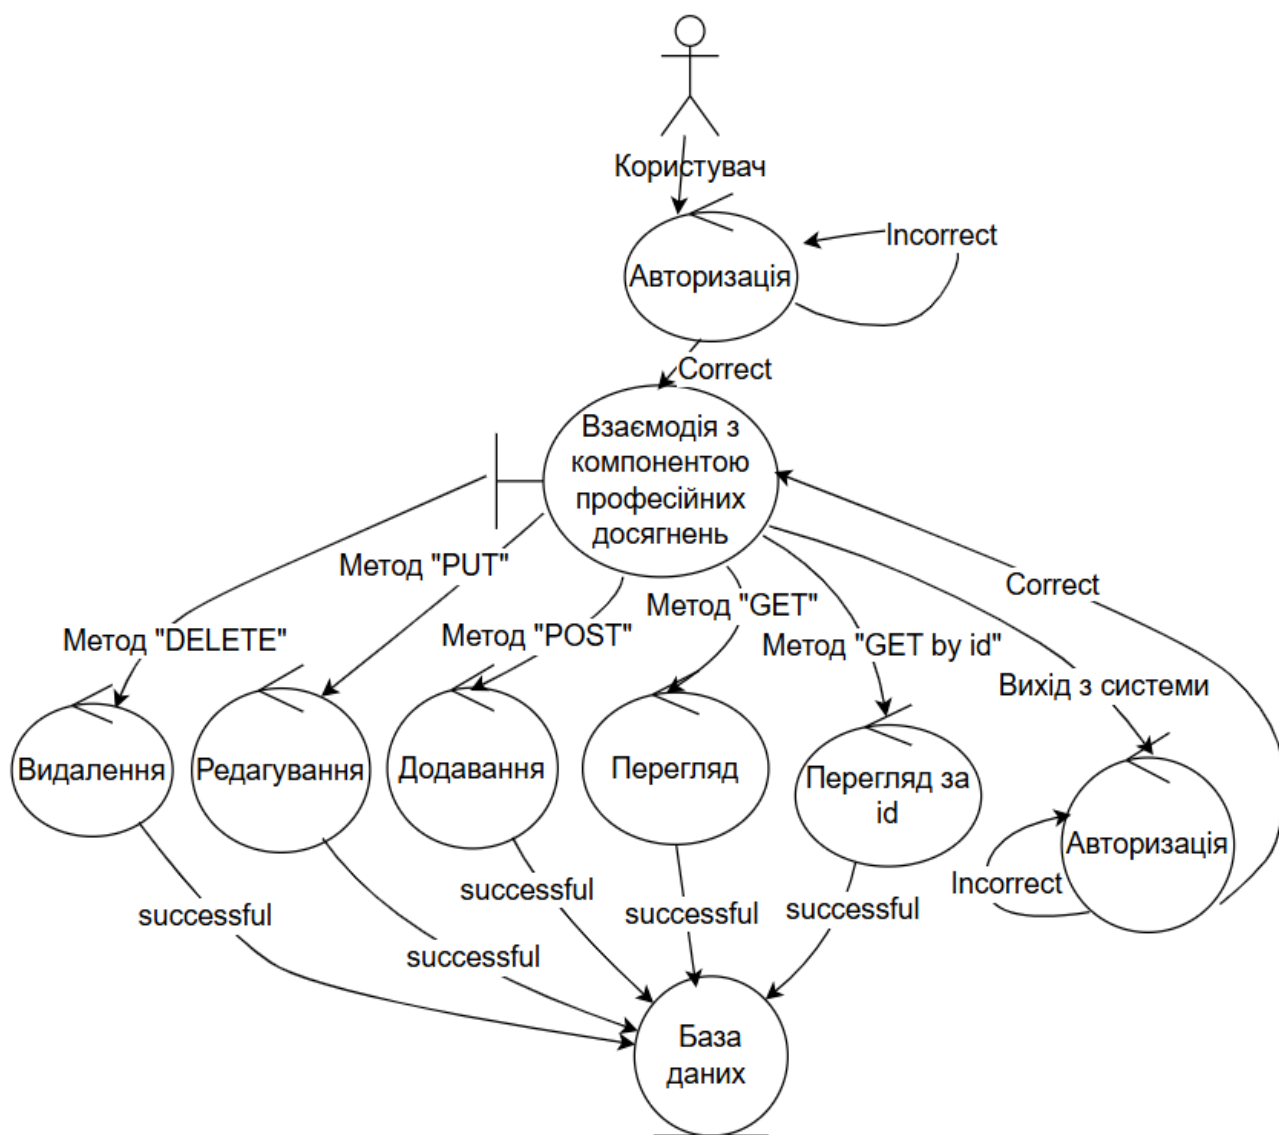 Користувач
Incorrect
Авторизація
Correct
Взаємодія з
компонентою
професійних
досягнень
Метод "PUT"
Correct
Метод "GET"
Метод "DELETE"
Метод "POST"
Метод "GET by id"
Вихід з системи
Видалення
Редагування
Додавання
Перегляд
Перегляд за
id
Авторизація
Incorrect
successful
successful
successful
successful
successful
База
даних